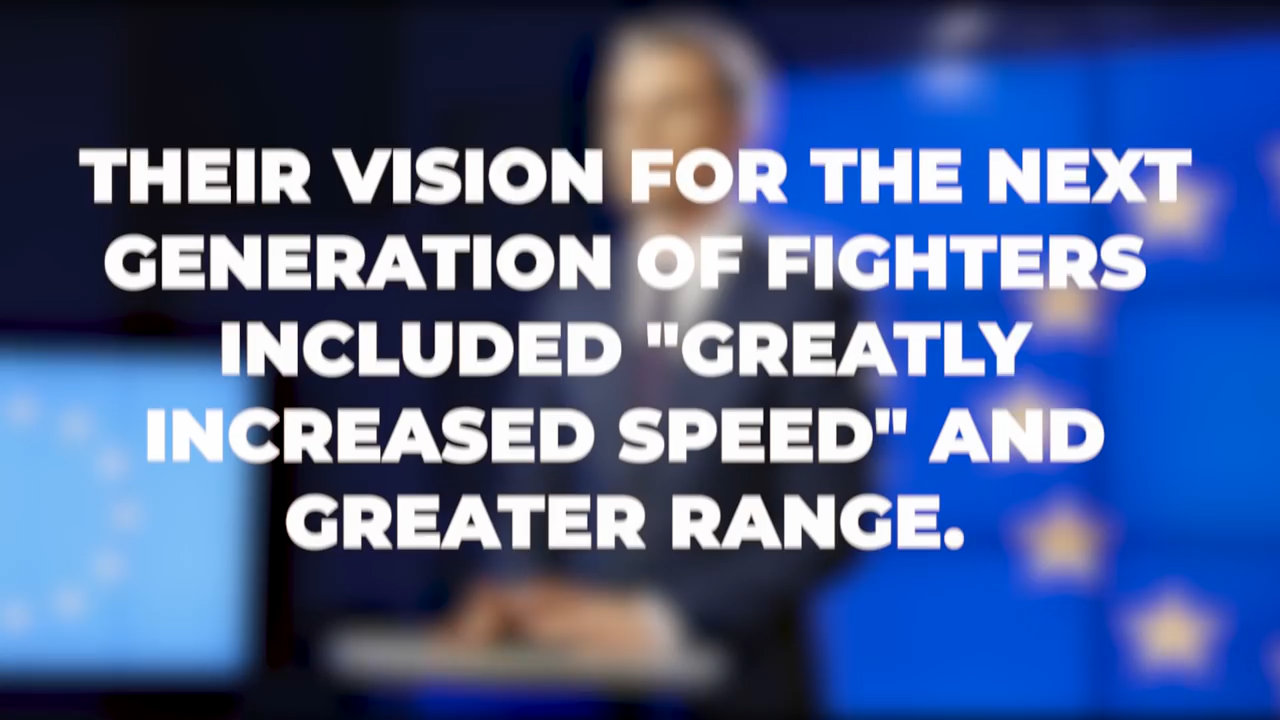 THEIR VISION FOR THE NEXT
GENERATION OF FIGHTERS
INCLUDED "GREATLY
INCREASED SPEED" AND
GREATER RANGE.